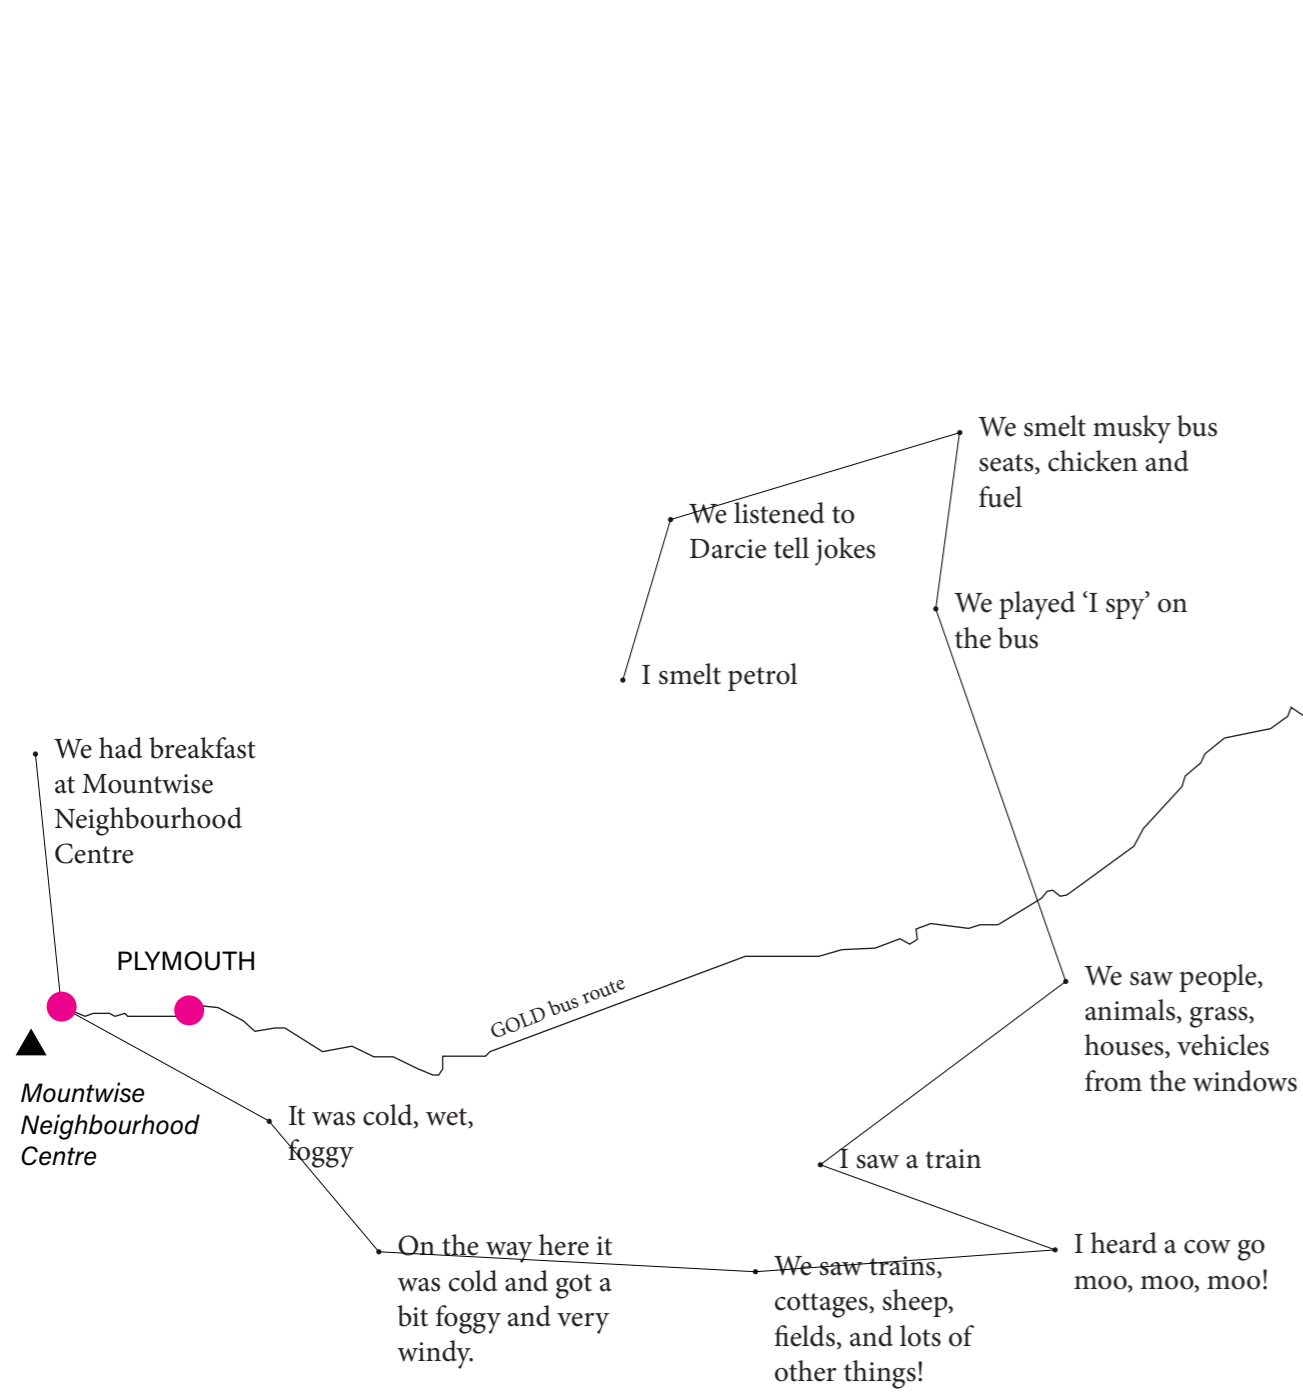 We smelt musky bus
seats, chicken and
fuel
We listened to
Darcie tell jokes
We played ‘I spy’ on
the bus
I smelt petrol
We had breakfast
at Mountwise
Neighbourhood
Centre
PLYMOUTH
GOLD bus route
Mountwise
Neighbourhood
Centre
We saw people,
animals, grass,
houses, vehicles
from the windows
It was cold, wet,
foggy
I saw a train
On the way here it
was cold and got a
bit foggy and very
windy.
We saw trains,
cottages, sheep,
fields, and lots of
other things!
I heard a cow go
moo, moo, moo!